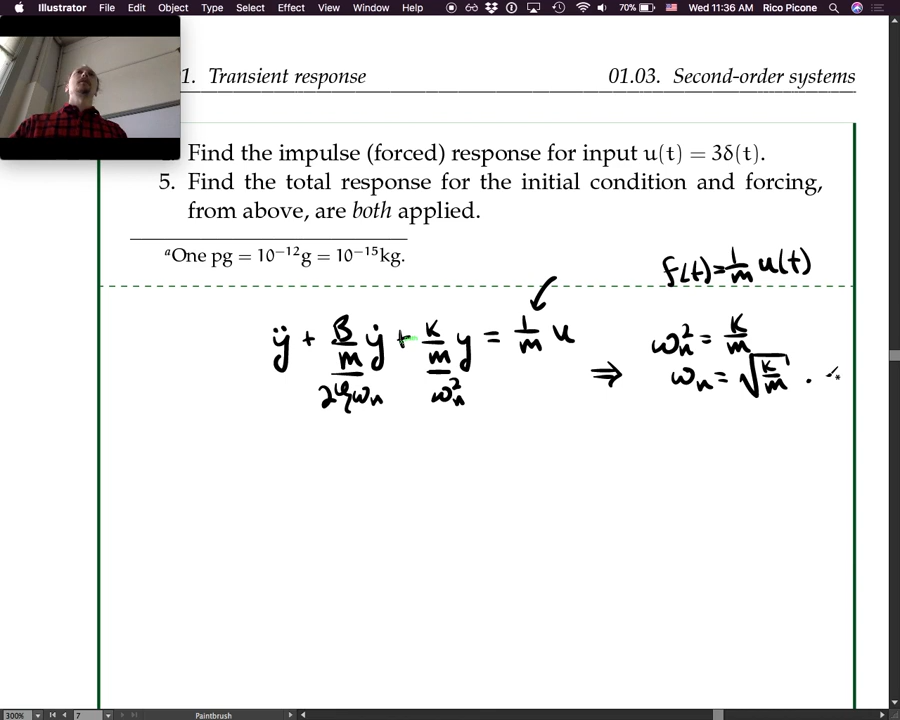 Illustrator File Edit Object Type Select Effect View Window Help 70% Wed 11:36 AM Rico Picone
1. Transient response 01.03. Second-order systems
Find the impulse (forced) response for input u(t) = 3δ(t).
5. Find the total response for the initial condition and forcing,
from above, are both applied.
ᵃOne pg = 10⁻¹²g = 10⁻¹⁵kg.
f(t) = 1/m u(t)
ÿ + B/m ẏ + K/m y = 1/m u
2ζωₙ ωₙ²
⇒ ωₙ² = K/m
ωₙ = √(K/m) .
300% 7 Paintbrush